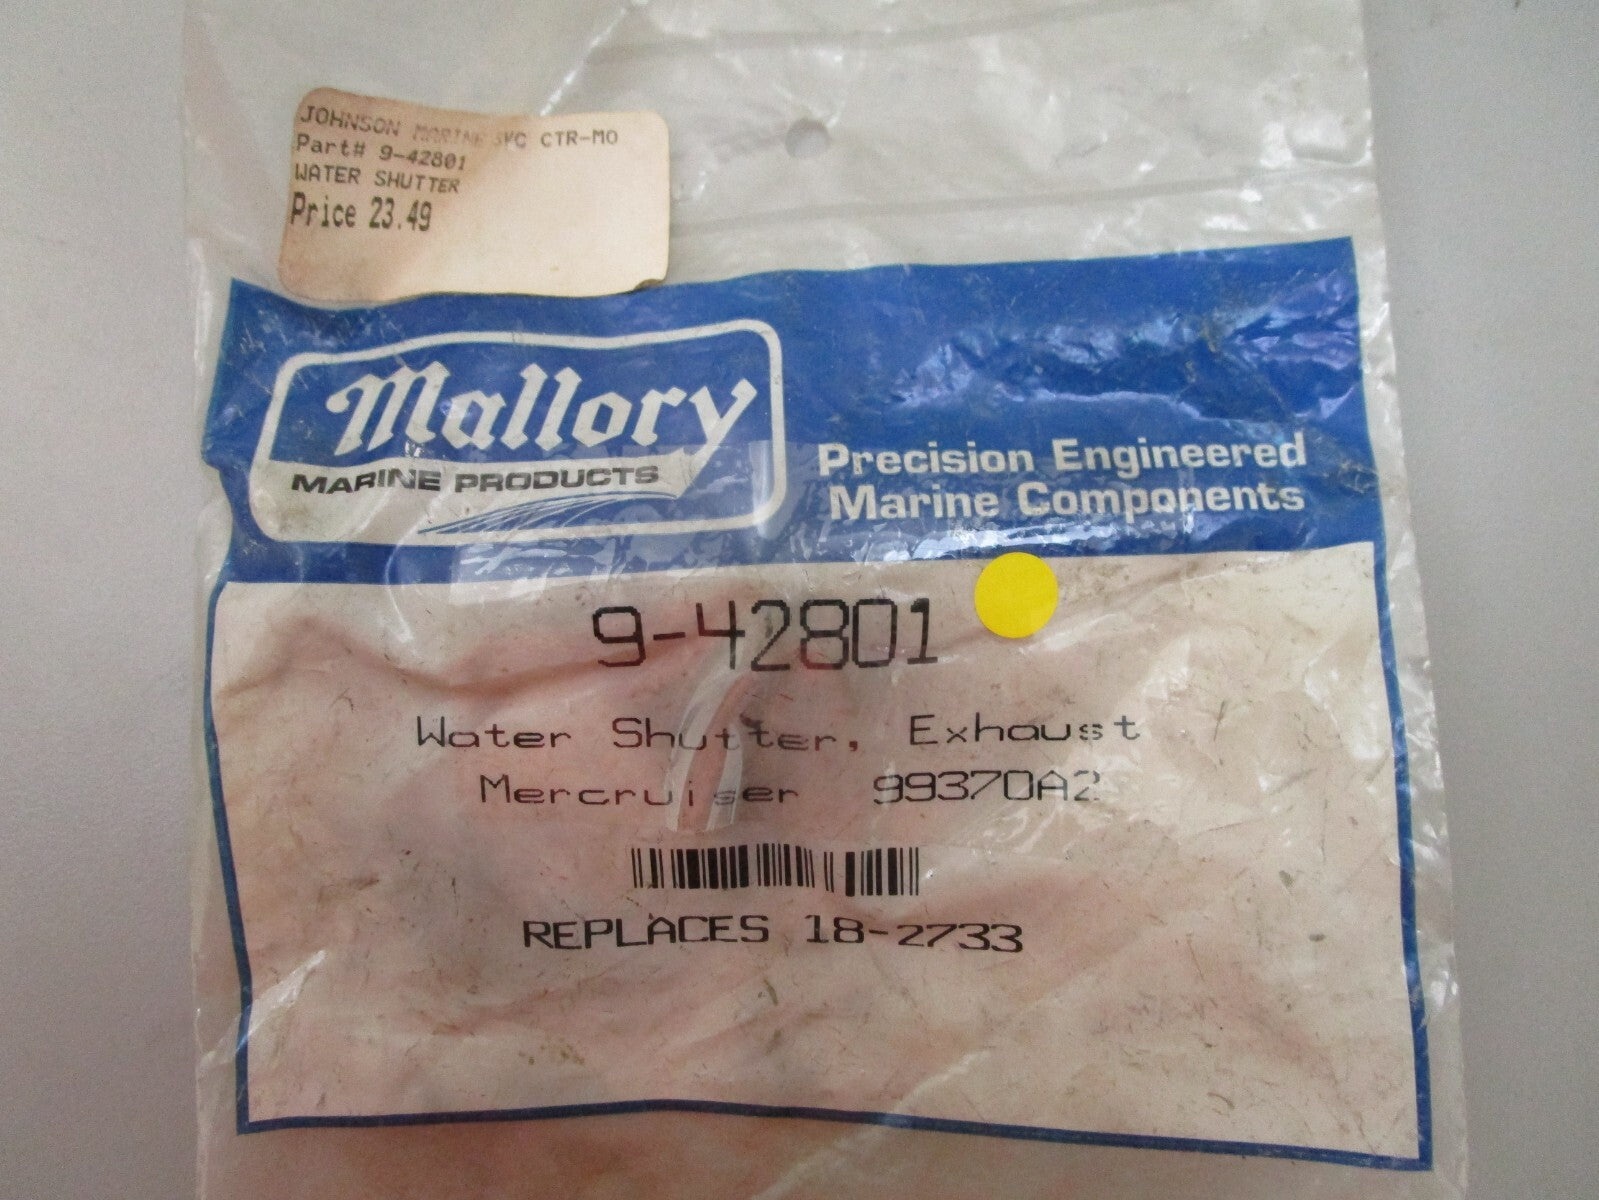 JOHNSON MARINE SVC CTR-MO
Part# 9-42801
WATER SHUTTER
Price 23.49
Mallory
MARINE PRODUCTS
Precision Engineered
Marine Components
9-42801
Water Shutter, Exhaust
Mercruiser 99370A2
REPLACES 18-2733